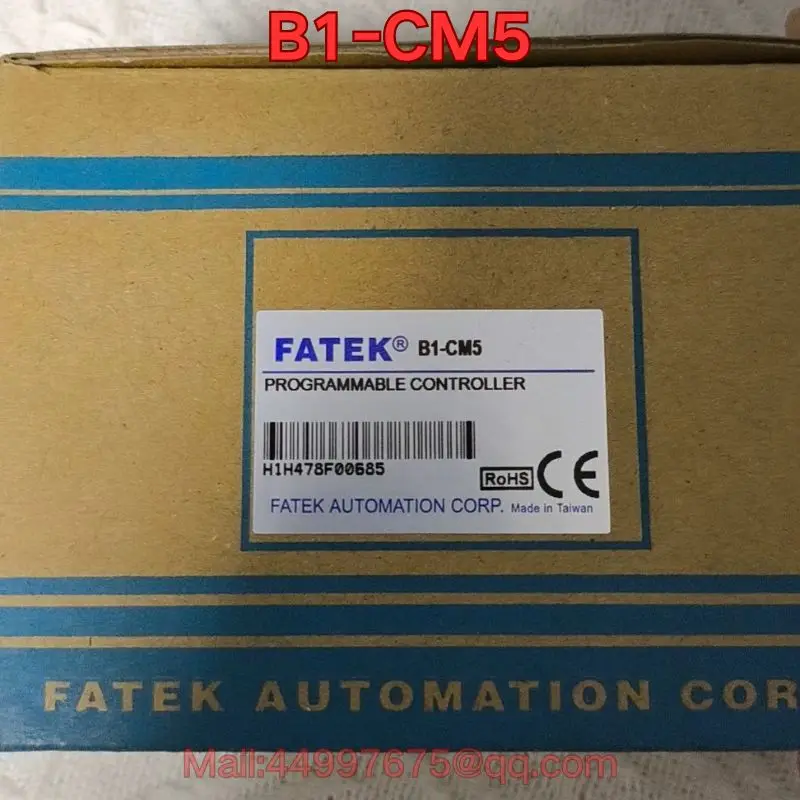 B1-CM5
FATEK® B1-CM5
PROGRAMMABLE CONTROLLER
H1H478F00685
RoHS CE
FATEK AUTOMATION CORP. Made in Taiwan
FATEK AUTOMATION COR
Mail:44997675@qq.com